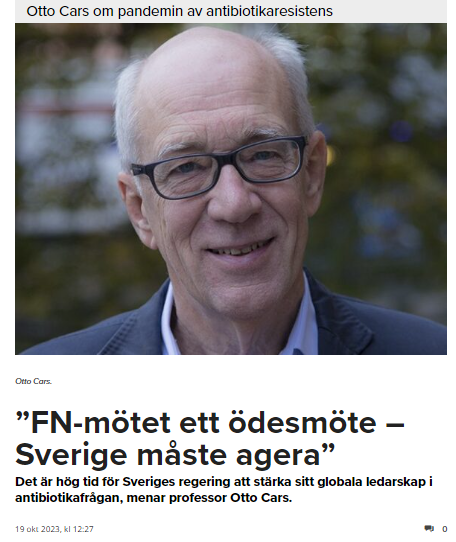 Otto Cars om pandemin av antibiotikaresistens
Otto Cars.
”FN-mötet ett ödesmöte –
Sverige måste agera”
Det är hög tid för Sveriges regering att stärka sitt globala ledarskap i
antibiotikafrågan, menar professor Otto Cars.
19 okt 2023, kl 12:27
0